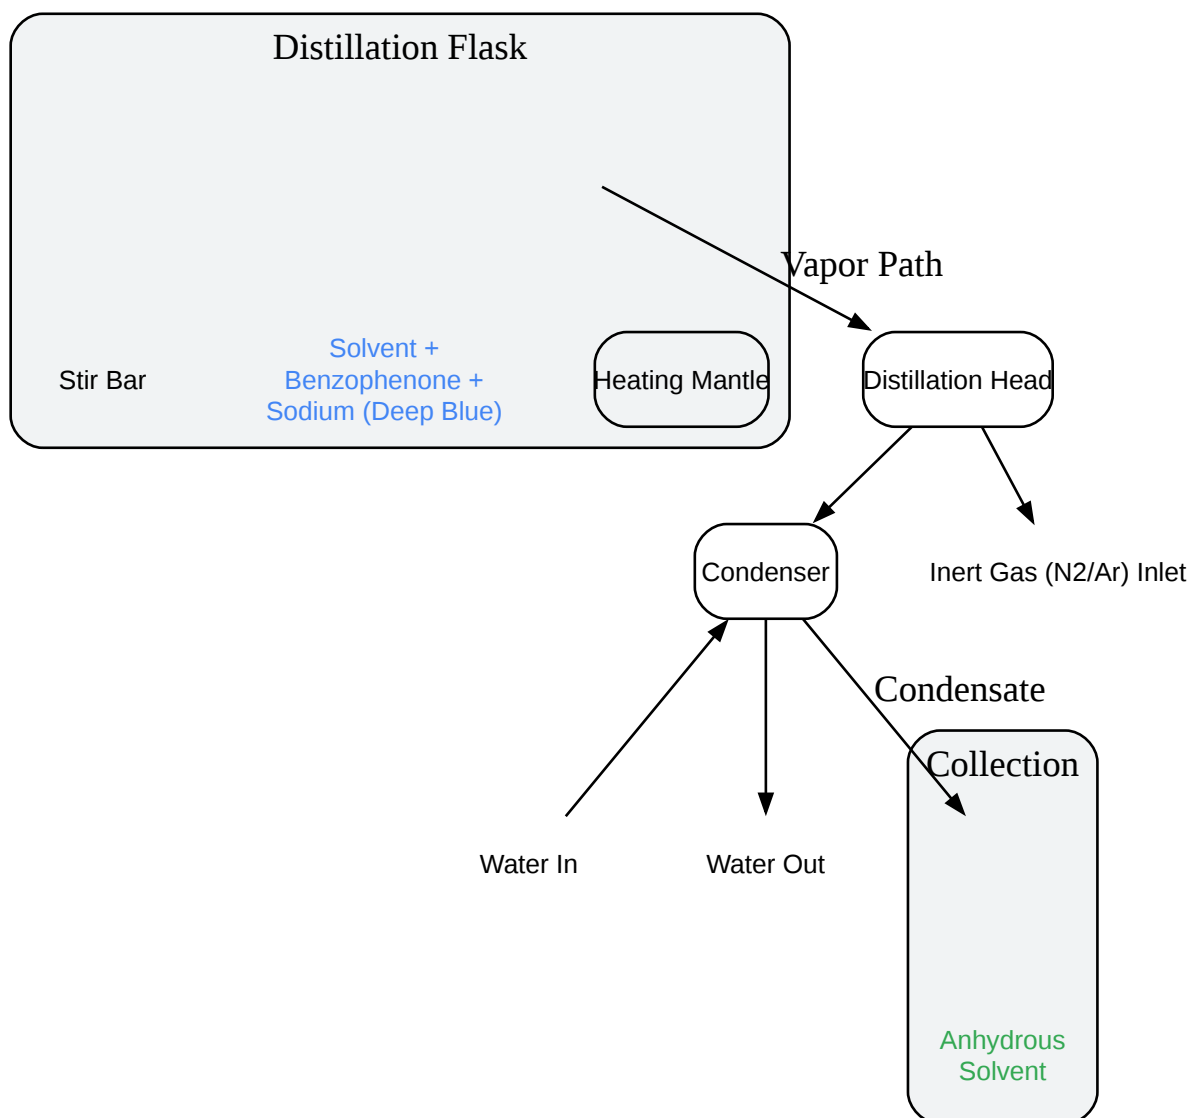 Distillation Flask
Vapor Path
Solvent +
Benzophenone +
Sodium (Deep Blue)
Stir Bar
Heating Mantle
Distillation Head
Condenser
Inert Gas (N2/Ar) Inlet
Condensate
Collection
Water In
Water Out
Anhydrous
Solvent